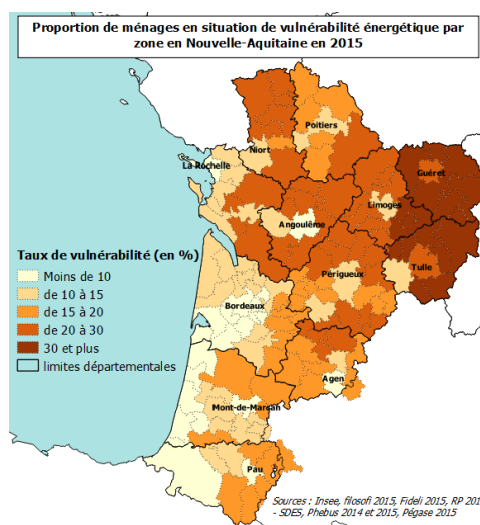 Proportion de ménages en situation de vulnérabilité énergétique par
zone en Nouvelle-Aquitaine en 2015
Poitiers
Niort
La Rochelle
Guéret
Limoges
Angoulême
Taux de vulnérabilité (en %)
Moins de 10
de 10 à 15
de 15 à 20
de 20 à 30
30 et plus
limites départementales
Tulle
Périgueux
Bordeaux
Agen
Mont-de-Marsan
Pau
Sources : Insee, filosofi 2015, Fideli 2015, RP 201
- SDES, Phebus 2014 et 2015, Pégase 2015